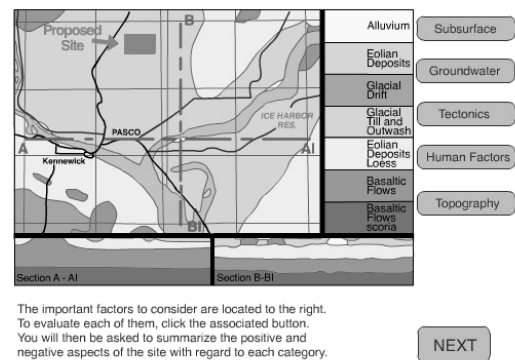 Proposed
Site
B
ICE HARBOR
RES.
PASCO
A
AI
Kennewick
BI
Alluvium
Eolian
Deposits
Glacial
Drift
Glacial
Till and
Outwash
Eolian
Deposits
Loess
Basaltic
Flows
Basaltic
Flows
scoria
Subsurface
Groundwater
Tectonics
Human Factors
Topography
Section A - AI
Section B-BI
The important factors to consider are located to the right.
To evaluate each of them, click the associated button.
You will then be asked to summarize the positive and
negative aspects of the site with regard to each category.
NEXT